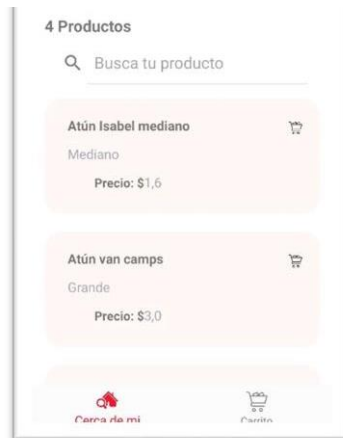 4 Productos
Busca tu producto
Atún Isabel mediano
Mediano
Precio: $1,6
Atún van camps
Grande
Precio: $3,0
Cerca de mi
Carrito